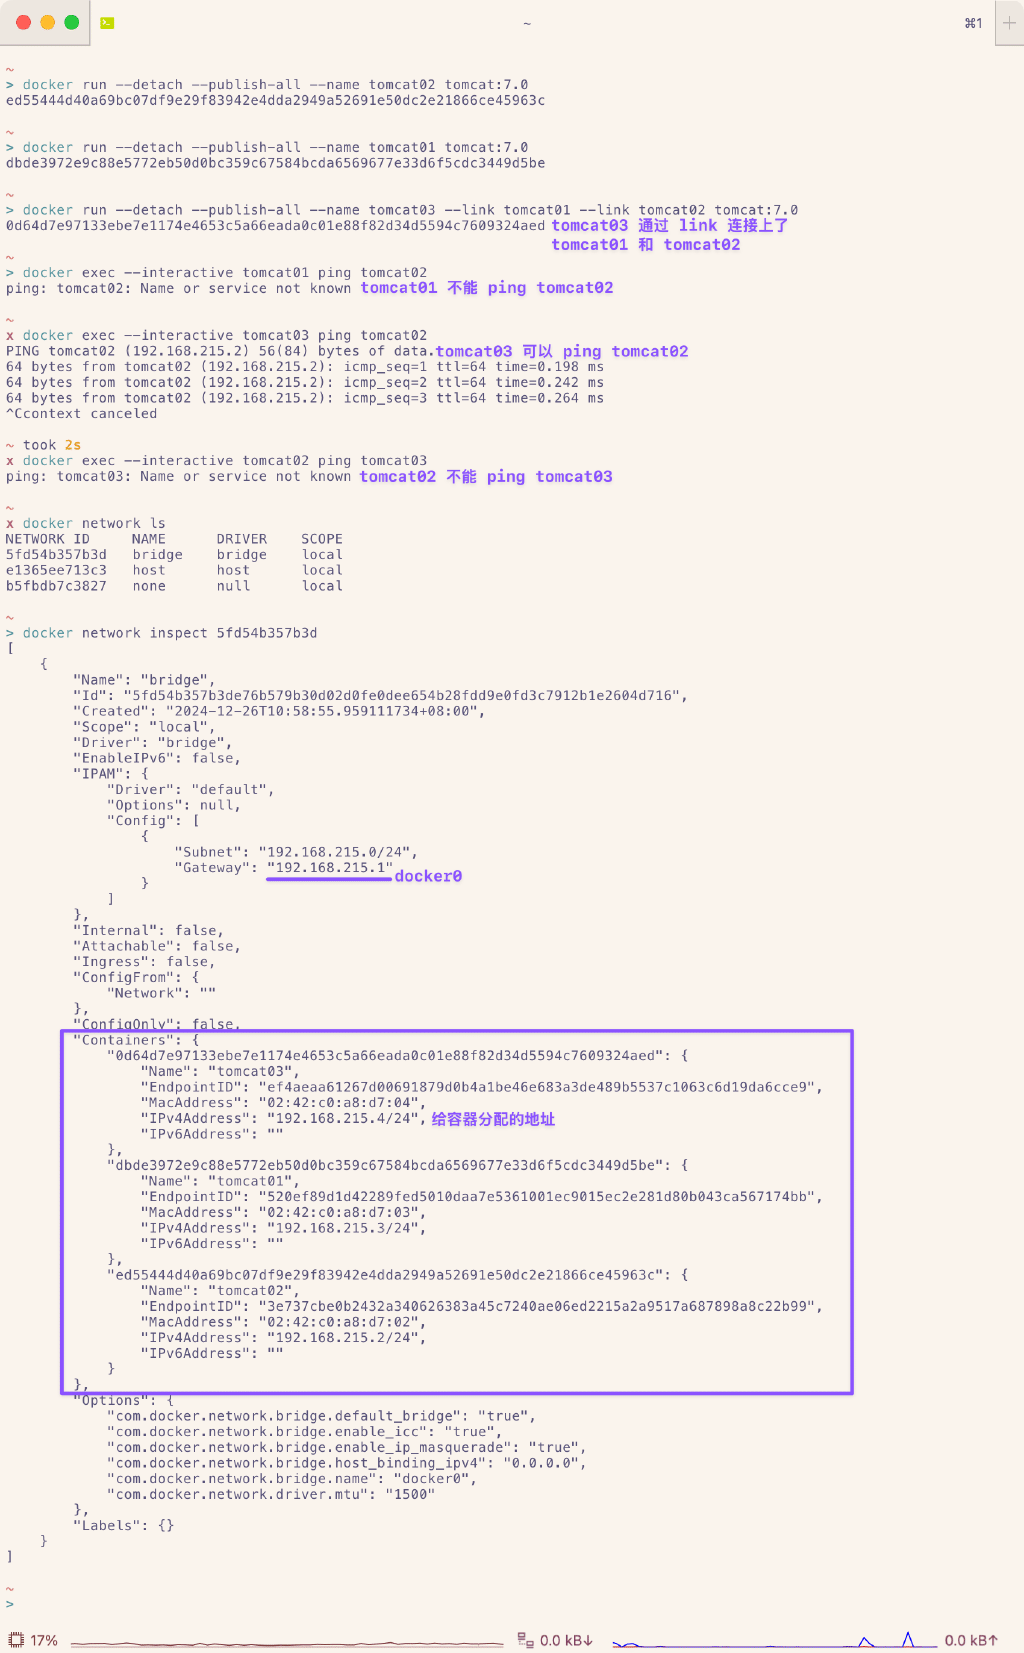 ~
⌘1
~
> docker run --detach --publish-all --name tomcat02 tomcat:7.0
ed55444d40a69bc07df9e29f83942e4dda2949a52691e50dc2e21866ce45963c
~
> docker run --detach --publish-all --name tomcat01 tomcat:7.0
dbde3972e9c88e5772eb50d0bc359c67584bcda6569677e33d6f5cdc3449d5be
~
> docker run --detach --publish-all --name tomcat03 --link tomcat01 --link tomcat02 tomcat:7.0
0d64d7e97133ebe7e1174e4653c5a66eada0c01e88f82d34d5594c7609324aed tomcat03 通过 link 连接上了
tomcat01 和 tomcat02
~
> docker exec --interactive tomcat01 ping tomcat02
ping: tomcat02: Name or service not known tomcat01 不能 ping tomcat02
~
x docker exec --interactive tomcat03 ping tomcat02
PING tomcat02 (192.168.215.2) 56(84) bytes of data. tomcat03 可以 ping tomcat02
64 bytes from tomcat02 (192.168.215.2): icmp_seq=1 ttl=64 time=0.198 ms
64 bytes from tomcat02 (192.168.215.2): icmp_seq=2 ttl=64 time=0.242 ms
64 bytes from tomcat02 (192.168.215.2): icmp_seq=3 ttl=64 time=0.264 ms
^Ccontext canceled
~ took 2s
x docker exec --interactive tomcat02 ping tomcat03
ping: tomcat03: Name or service not known tomcat02 不能 ping tomcat03
~
x docker network ls
NETWORK ID     NAME      DRIVER    SCOPE
5fd54b357b3d   bridge    bridge    local
e1365ee713c3   host      host      local
b5fbdb7c3827   none      null      local
~
> docker network inspect 5fd54b357b3d
[
    {
        "Name": "bridge",
        "Id": "5fd54b357b3de76b579b30d02d0fe0dee654b28fdd9e0fd3c7912b1e2604d716",
        "Created": "2024-12-26T10:58:55.959111734+08:00",
        "Scope": "local",
        "Driver": "bridge",
        "EnableIPv6": false,
        "IPAM": {
            "Driver": "default",
            "Options": null,
            "Config": [
                {
                    "Subnet": "192.168.215.0/24",
                    "Gateway": "192.168.215.1" docker0
                }
            ]
        },
        "Internal": false,
        "Attachable": false,
        "Ingress": false,
        "ConfigFrom": {
            "Network": ""
        },
        "ConfigOnly": false,
        "Containers": {
            "0d64d7e97133ebe7e1174e4653c5a66eada0c01e88f82d34d5594c7609324aed": {
                "Name": "tomcat03",
                "EndpointID": "ef4aeaa61267d00691879d0b4a1be46e683a3de489b5537c1063c6d19da6cce9",
                "MacAddress": "02:42:c0:a8:d7:04",
                "IPv4Address": "192.168.215.4/24", 给容器分配的地址
                "IPv6Address": ""
            },
            "dbde3972e9c88e5772eb50d0bc359c67584bcda6569677e33d6f5cdc3449d5be": {
                "Name": "tomcat01",
                "EndpointID": "520ef89d1d42289fed5010daa7e5361001ec9015ec2e281d80b043ca567174bb",
                "MacAddress": "02:42:c0:a8:d7:03",
                "IPv4Address": "192.168.215.3/24",
                "IPv6Address": ""
            },
            "ed55444d40a69bc07df9e29f83942e4dda2949a52691e50dc2e21866ce45963c": {
                "Name": "tomcat02",
                "EndpointID": "3e737cbe0b2432a340626383a45c7240ae06ed2215a2a9517a687898a8c22b99",
                "MacAddress": "02:42:c0:a8:d7:02",
                "IPv4Address": "192.168.215.2/24",
                "IPv6Address": ""
            }
        },
        "Options": {
            "com.docker.network.bridge.default_bridge": "true",
            "com.docker.network.bridge.enable_icc": "true",
            "com.docker.network.bridge.enable_ip_masquerade": "true",
            "com.docker.network.bridge.host_binding_ipv4": "0.0.0.0",
            "com.docker.network.bridge.name": "docker0",
            "com.docker.network.driver.mtu": "1500"
        },
        "Labels": {}
    }
]
~
>
17% 0.0 kB↓ 0.0 kB↑